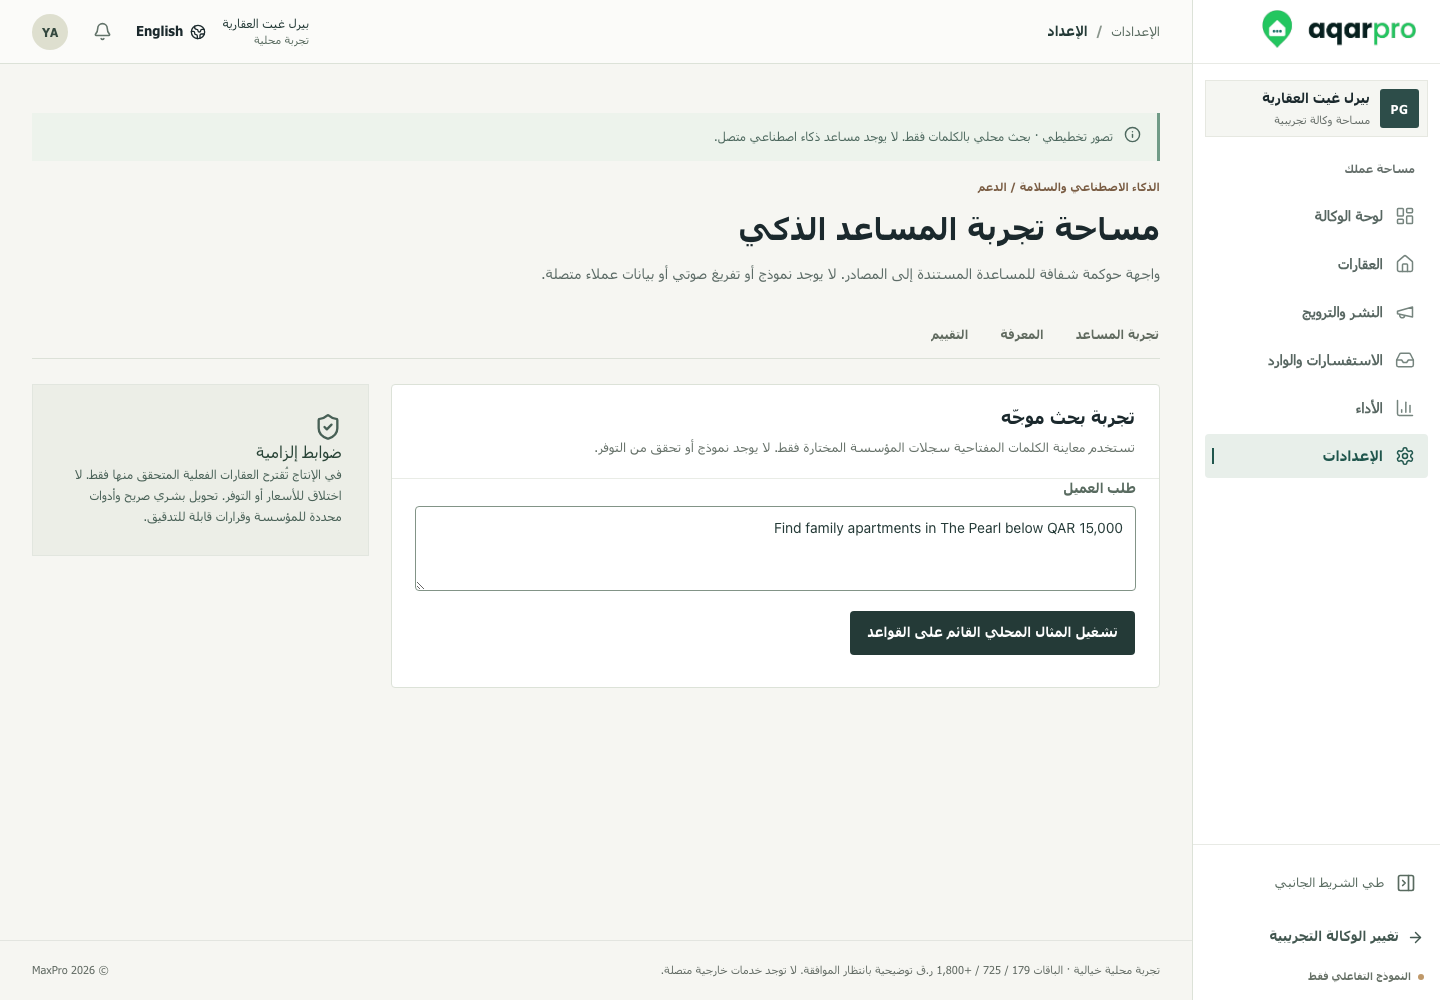 aqarpro
PG
بيرل غيت العقارية
مساحة وكالة تجريبية
مساحة عملك
لوحة الوكالة
العقارات
النشر والترويج
الاستفسارات والوارد
الأداء
الإعدادات
طي الشريط الجانبي
تغيير الوكالة التجريبية
النموذج التفاعلي فقط
الإعدادات / الإعداد
بيرل غيت العقارية
تجربة محلية
English
YA
تصور تخطيطي · بحث محلي بالكلمات فقط. لا يوجد مساعد ذكاء اصطناعي متصل.
الذكاء الاصطناعي والسلامة / الدعم
مساحة تجربة المساعد الذكي
واجهة حوكمة شفافة للمساعدة المستندة إلى المصادر. لا يوجد نموذج أو تفريغ صوتي أو بيانات عملاء متصلة.
تجربة المساعد
المعرفة
التقييم
تجربة بحث موجّه
تستخدم معاينة الكلمات المفتاحية سجلات المؤسسة المختارة فقط. لا يوجد نموذج أو تحقق من التوفر.
طلب العميل
Find family apartments in The Pearl below QAR 15,000
تشغيل المثال المحلي القائم على القواعد
ضوابط إلزامية
في الإنتاج تُقترح العقارات الفعلية المتحقق منها فقط. لا
اختلاق للأسعار أو التوفر. تحويل بشري صريح وأدوات
محددة للمؤسسة وقرارات قابلة للتدقيق.
تجربة محلية خيالية · الباقات 179 / 725 / +1,800 ر.ق توضيحية بانتظار الموافقة. لا توجد خدمات خارجية متصلة.
© 2026 MaxPro